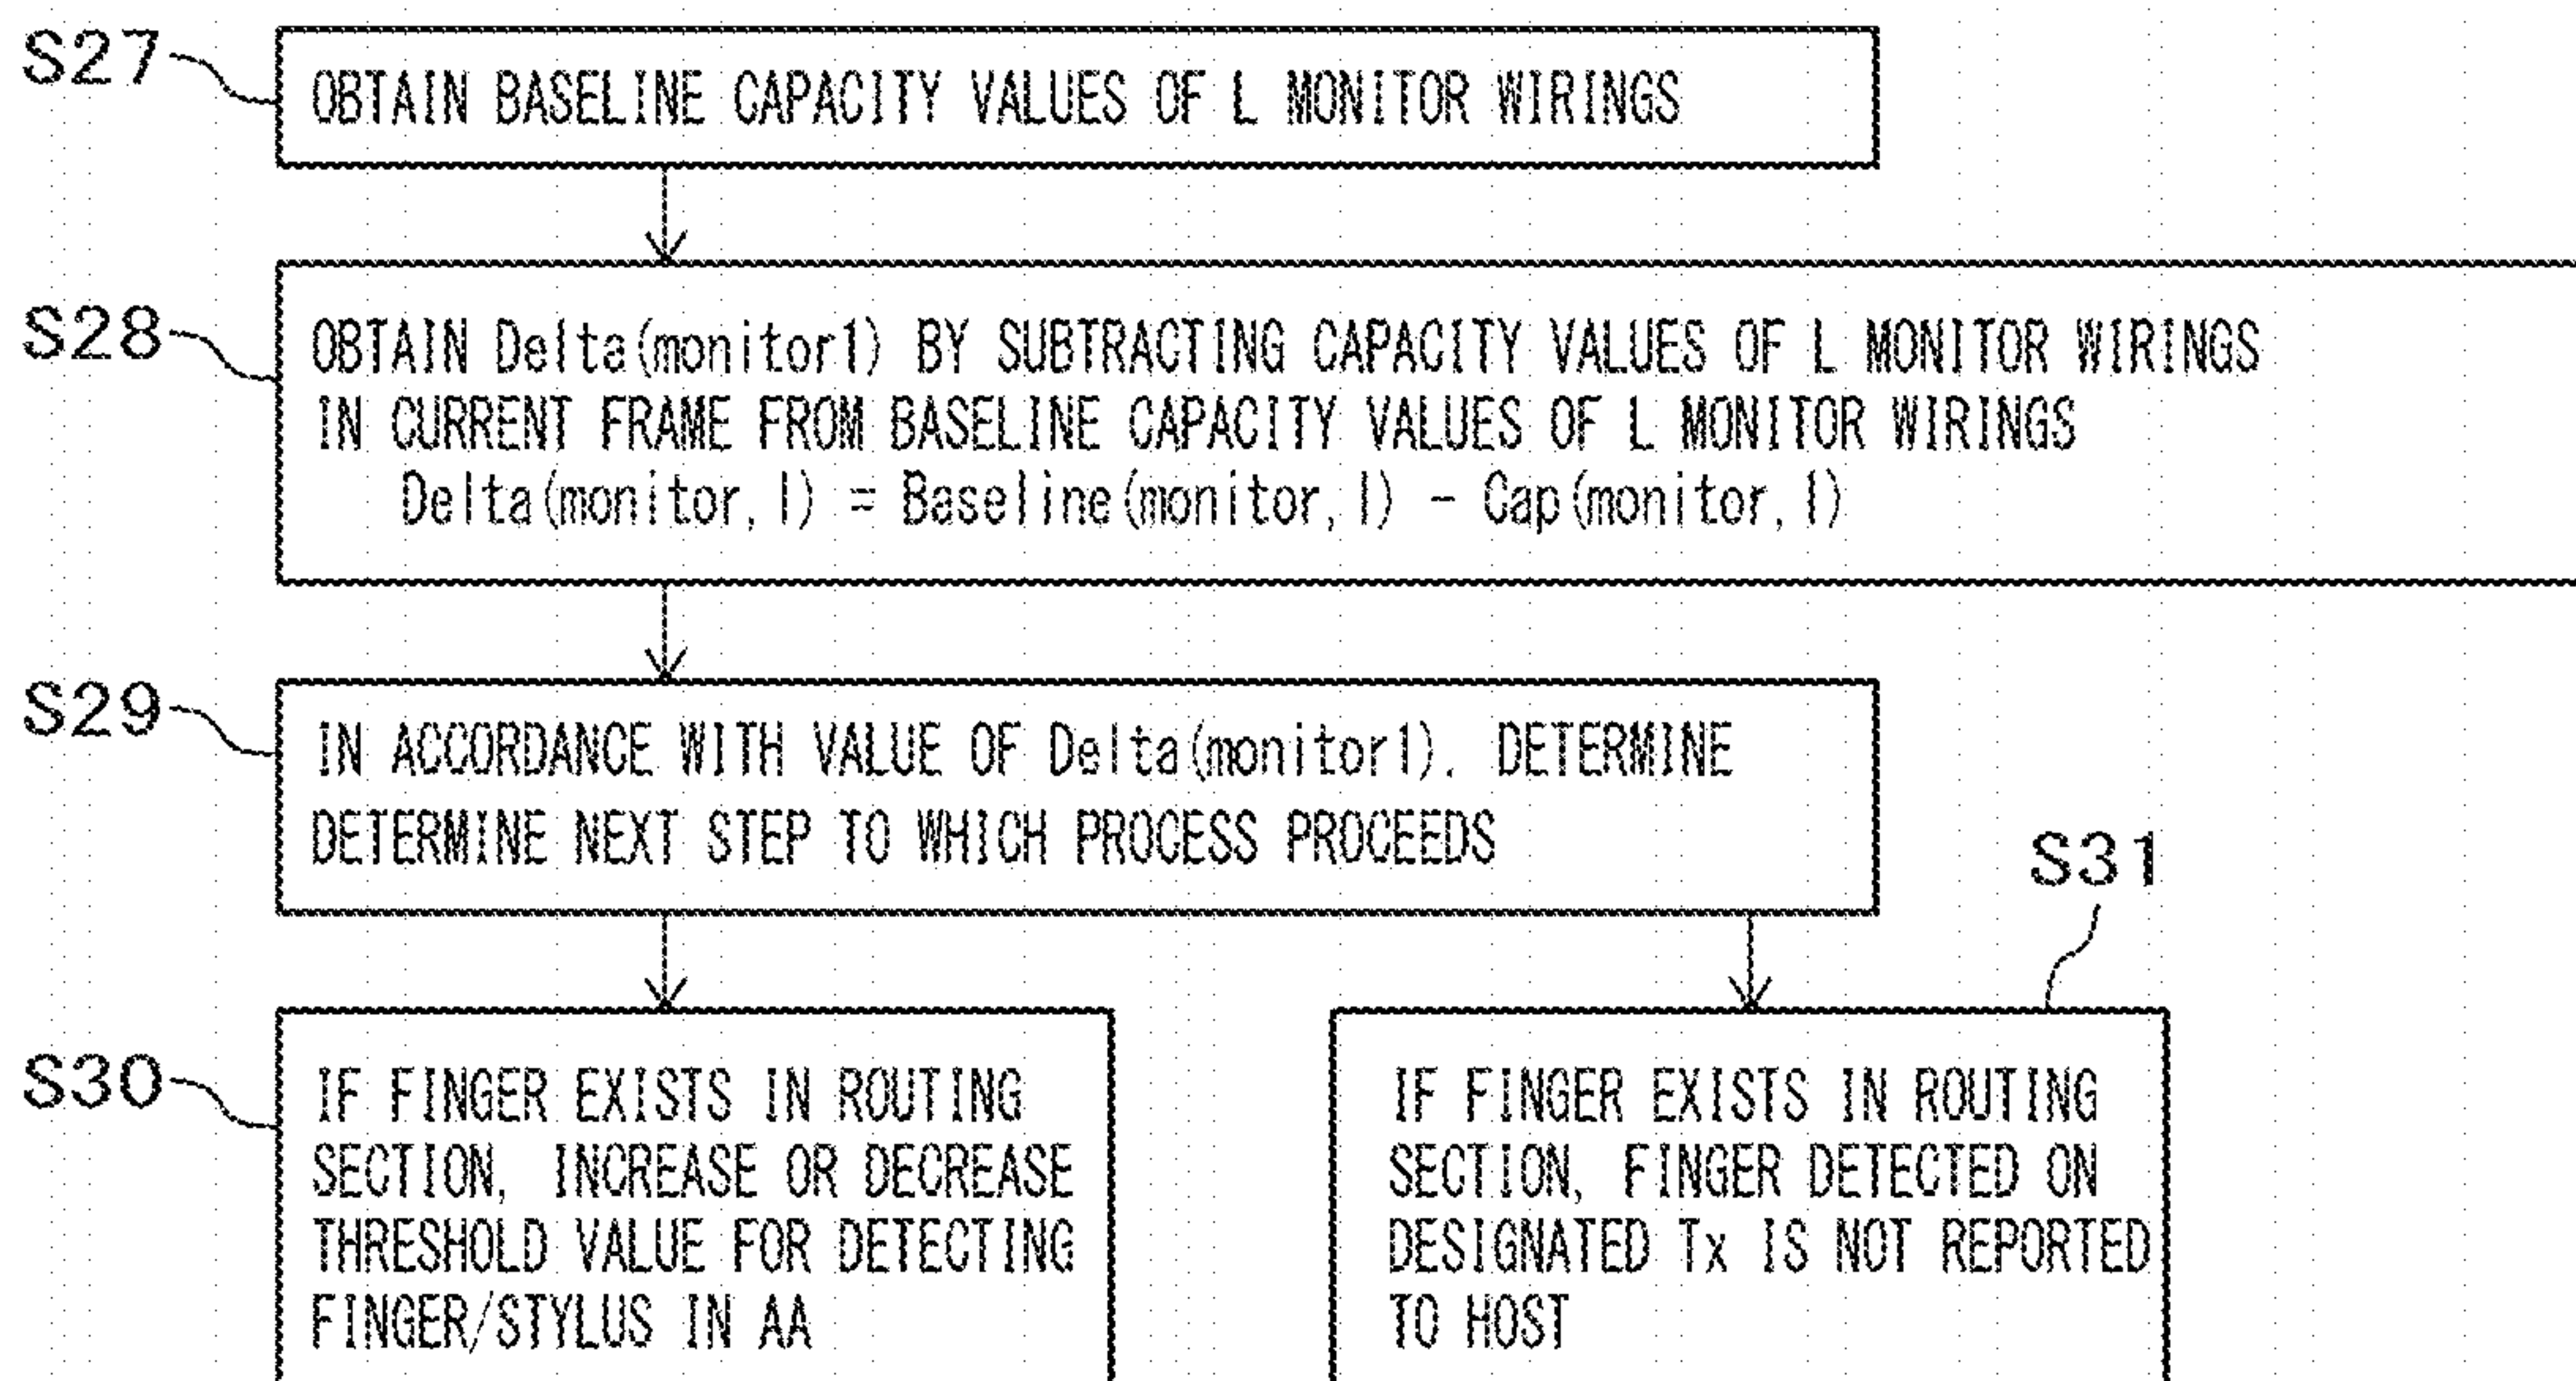 S27
OBTAIN BASELINE CAPACITY VALUES OF L MONITOR WIRINGS
S28
OBTAIN Delta(monitor1) BY SUBTRACTING CAPACITY VALUES OF L MONITOR WIRINGS
IN CURRENT FRAME FROM BASELINE CAPACITY VALUES OF L MONITOR WIRINGS
Delta(monitor, l) = Baseline(monitor, l) - Cap(monitor, l)
S29
IN ACCORDANCE WITH VALUE OF Delta(monitor1). DETERMINE
DETERMINE NEXT STEP TO WHICH PROCESS PROCEEDS
S30
IF FINGER EXISTS IN ROUTING
SECTION, INCREASE OR DECREASE
THRESHOLD VALUE FOR DETECTING
FINGER/STYLUS IN AA
S31
IF FINGER EXISTS IN ROUTING
SECTION, FINGER DETECTED ON
DESIGNATED Tx IS NOT REPORTED
TO HOST